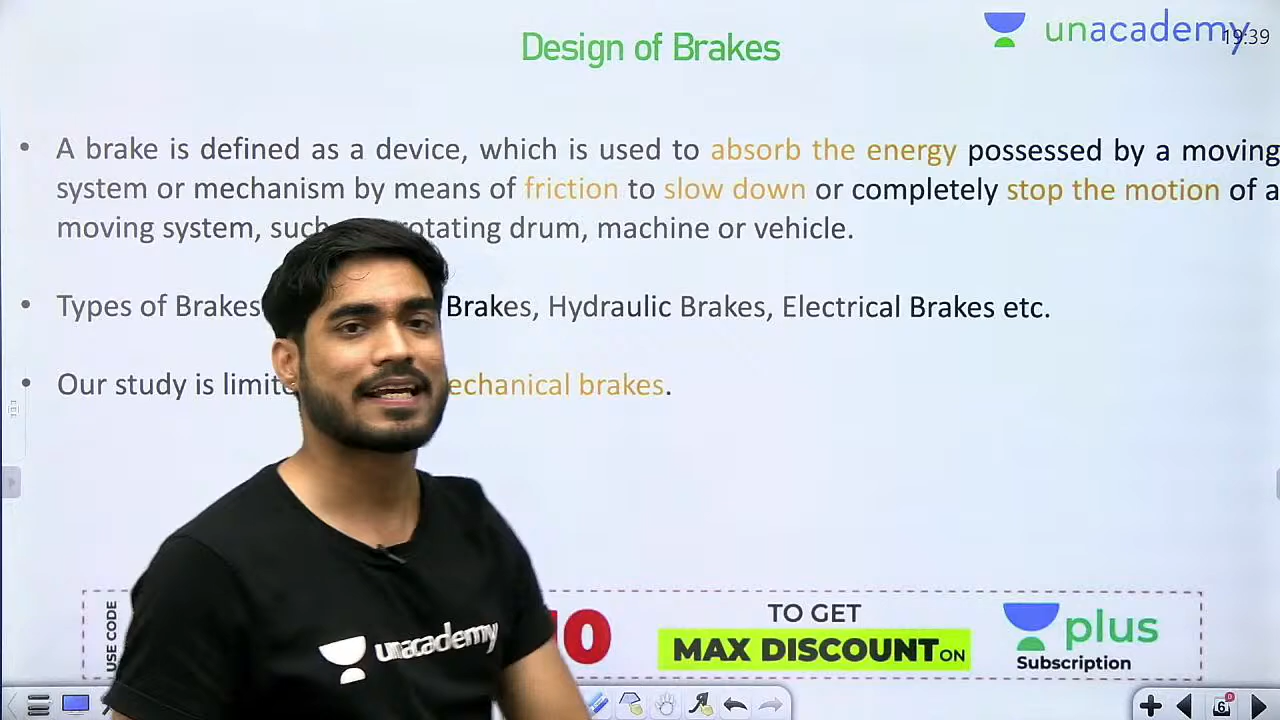 Design of Brakes
unacademy
19:39
• A brake is defined as a device, which is used to absorb the energy possessed by a moving
system or mechanism by means of friction to slow down or completely stop the motion of a
moving system, such rotating drum, machine or vehicle.
• Types of Brakes Brakes, Hydraulic Brakes, Electrical Brakes etc.
• Our study is limite echanical brakes.
unacademy
USE CODE
10
TO GET
MAX DISCOUNT ON
plus
Subscription
6
0